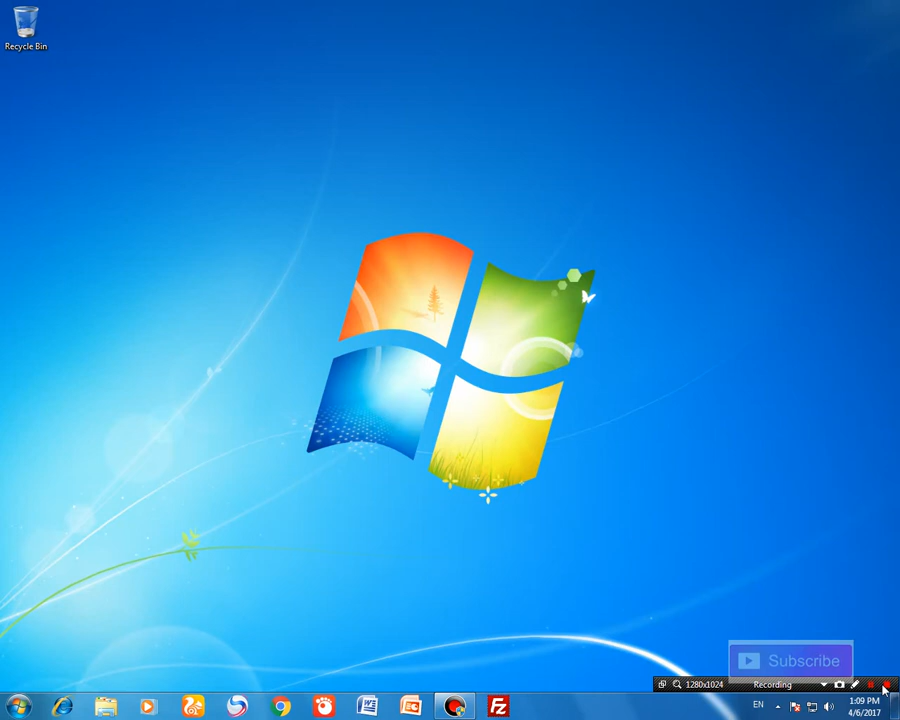 Recycle Bin
Subscribe
1280x1024 Recording
EN
1:09 PM
4/6/2017